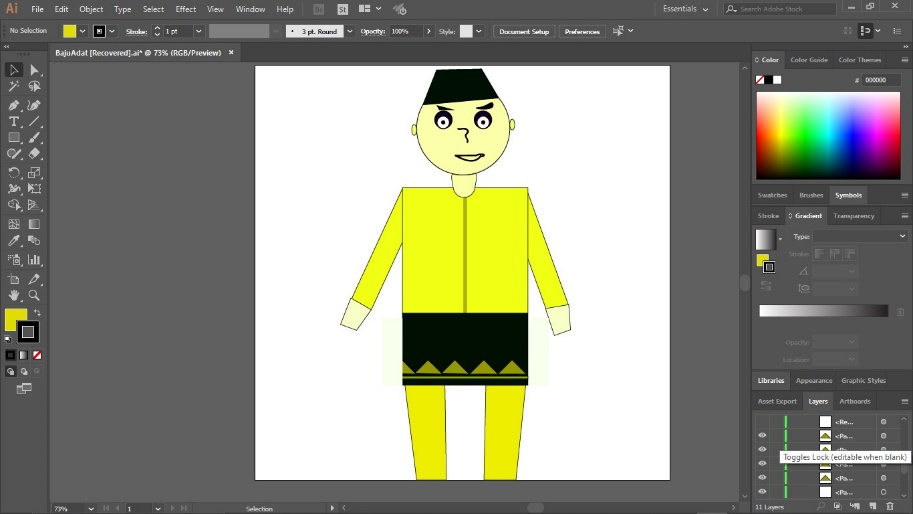 Ai File Edit Object Type Select Effect View Window Help Br St Essentials Search Adobe Stock
No Selection Stroke: 1 pt 3 pt. Round Opacity: 100% Style: Document Setup Preferences
BajuAdat [Recovered].ai* @ 73% (RGB/Preview) ×
Color Color Guide Color Themes
# 000000
Swatches Brushes Symbols
Stroke Gradient Transparency
Type:
Stroke:
Opacity:
Location:
Libraries Appearance Graphic Styles
Asset Export Layers Artboards
<Re...
<Pa...
Toggles Lock (editable when blank)
<Pa...
<Pa...
<Pa...
73% 1 Selection 11 Layers